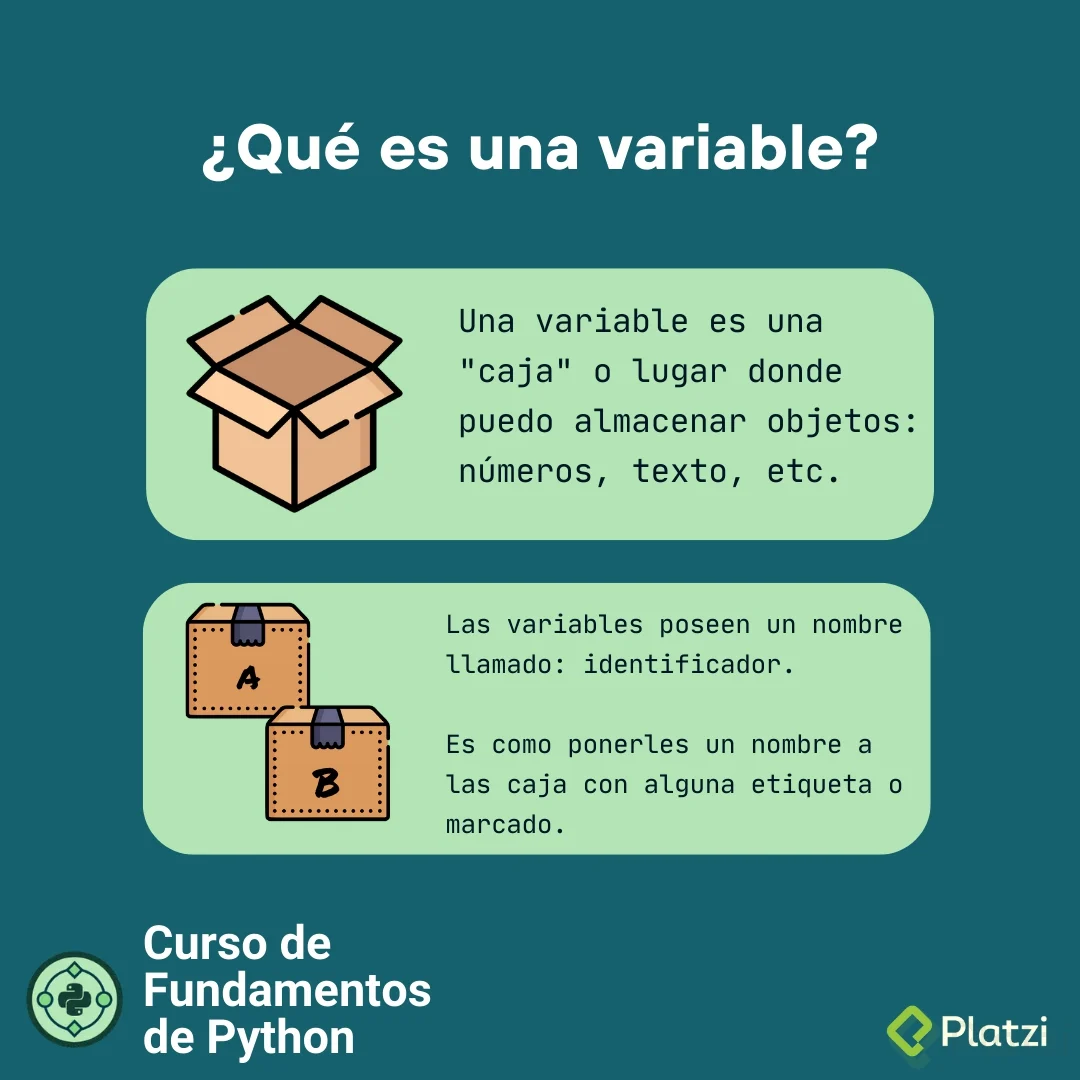 ¿Qué es una variable?
Una variable es una
"caja" o lugar donde
puedo almacenar objetos:
números, texto, etc.
A
B
Las variables poseen un nombre
llamado: identificador.
Es como ponerles un nombre a
las caja con alguna etiqueta o
marcado.
Curso de
Fundamentos
de Python
Platzi